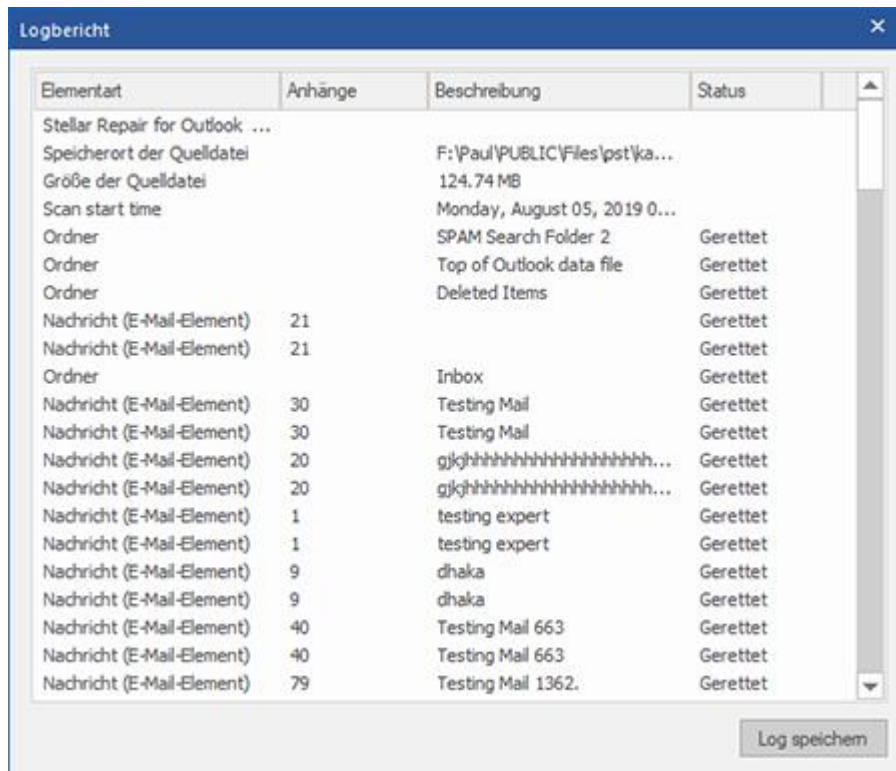 Logbericht
Elementart Anhänge Beschreibung Status
Stellar Repair for Outlook ...
Speicherort der Quelldatei F:\Paul\PUBLIC\Files\pst\ka...
Größe der Quelldatei 124.74 MB
Scan start time Monday, August 05, 2019 0...
Ordner SPAM Search Folder 2 Gerettet
Ordner Top of Outlook data file Gerettet
Ordner Deleted Items Gerettet
Nachricht (E-Mail-Element) 21 Gerettet
Nachricht (E-Mail-Element) 21 Gerettet
Ordner Inbox Gerettet
Nachricht (E-Mail-Element) 30 Testing Mail Gerettet
Nachricht (E-Mail-Element) 30 Testing Mail Gerettet
Nachricht (E-Mail-Element) 20 gjkjhhhhhhhhhhhhhhhhhhh... Gerettet
Nachricht (E-Mail-Element) 20 gjkjhhhhhhhhhhhhhhhhhhh... Gerettet
Nachricht (E-Mail-Element) 1 testing expert Gerettet
Nachricht (E-Mail-Element) 1 testing expert Gerettet
Nachricht (E-Mail-Element) 9 dhaka Gerettet
Nachricht (E-Mail-Element) 9 dhaka Gerettet
Nachricht (E-Mail-Element) 40 Testing Mail 663 Gerettet
Nachricht (E-Mail-Element) 40 Testing Mail 663 Gerettet
Nachricht (E-Mail-Element) 79 Testing Mail 1362. Gerettet
Log speichern